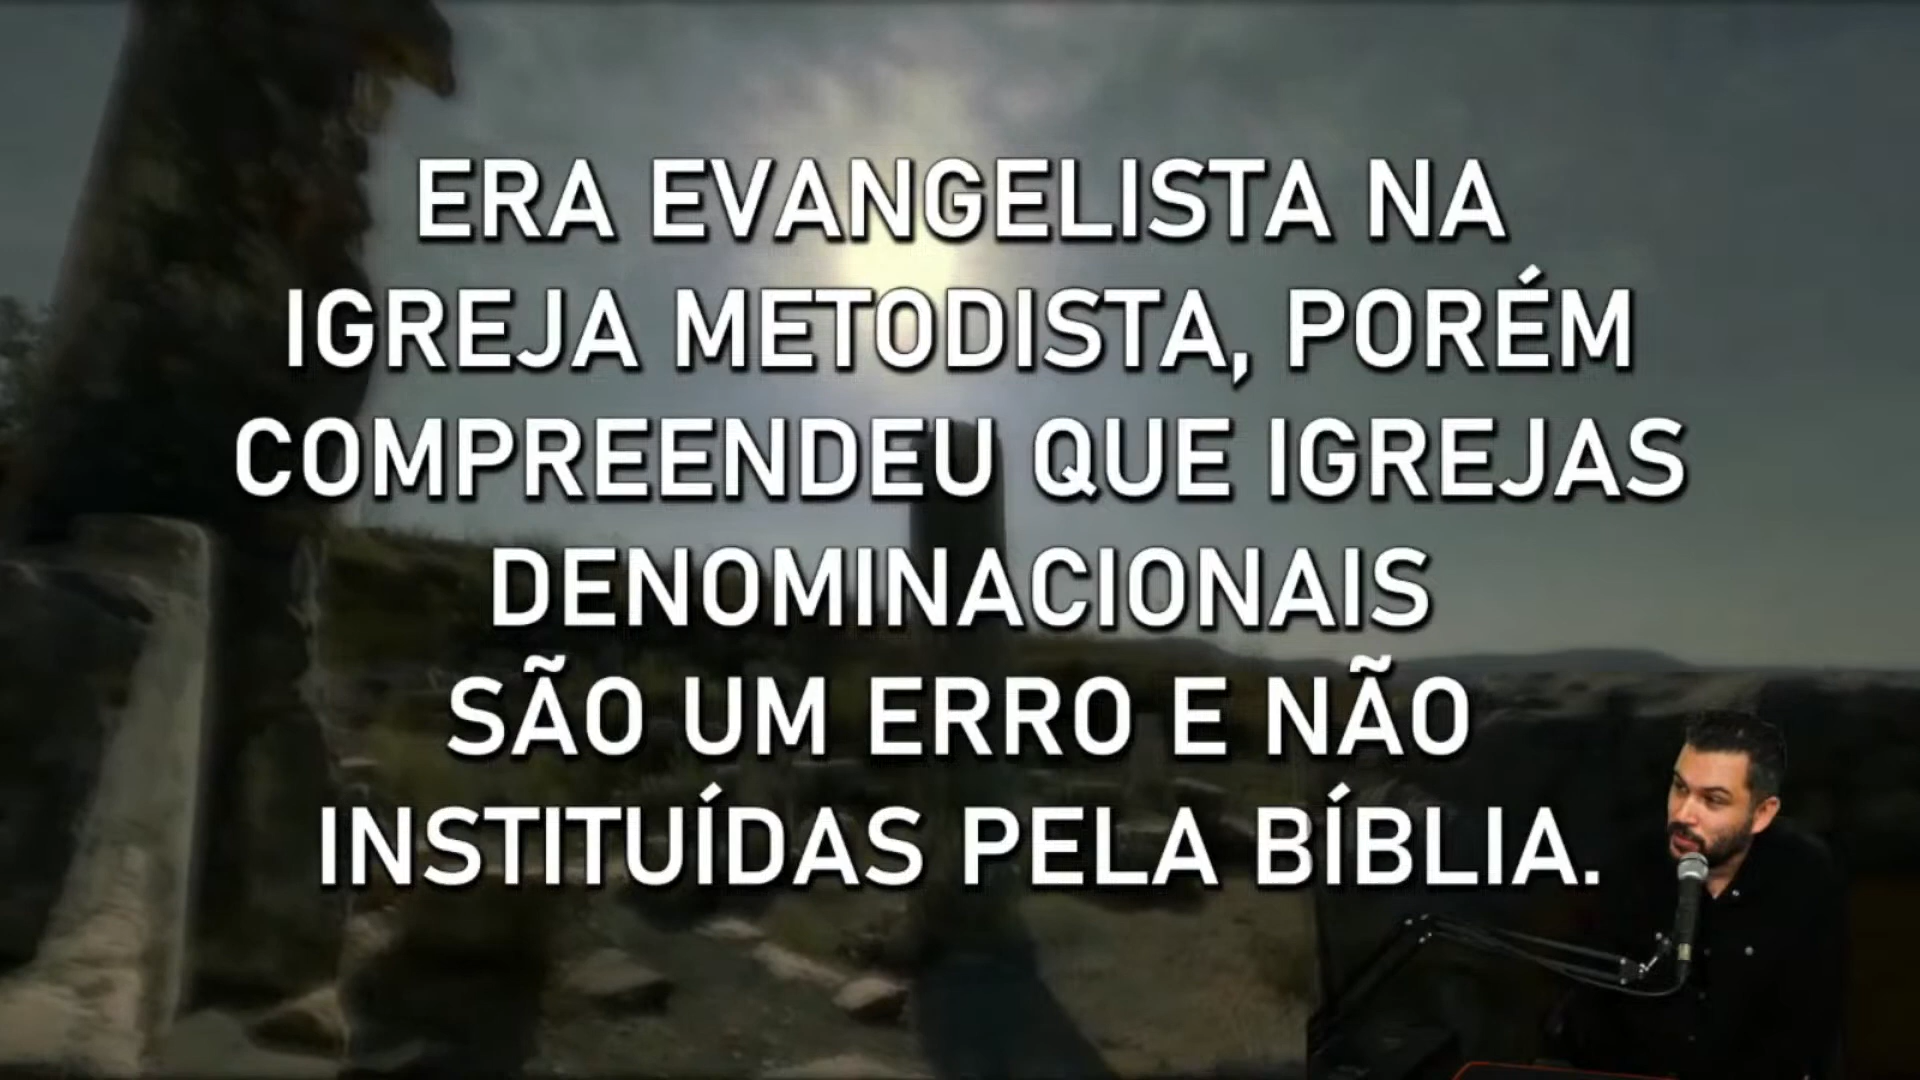 ERA EVANGELISTA NA
IGREJA METODISTA, PORÉM
COMPREENDEU QUE IGREJAS
DENOMINACIONAIS
SÃO UM ERRO E NÃO
INSTITUÍDAS PELA BÍBLIA.